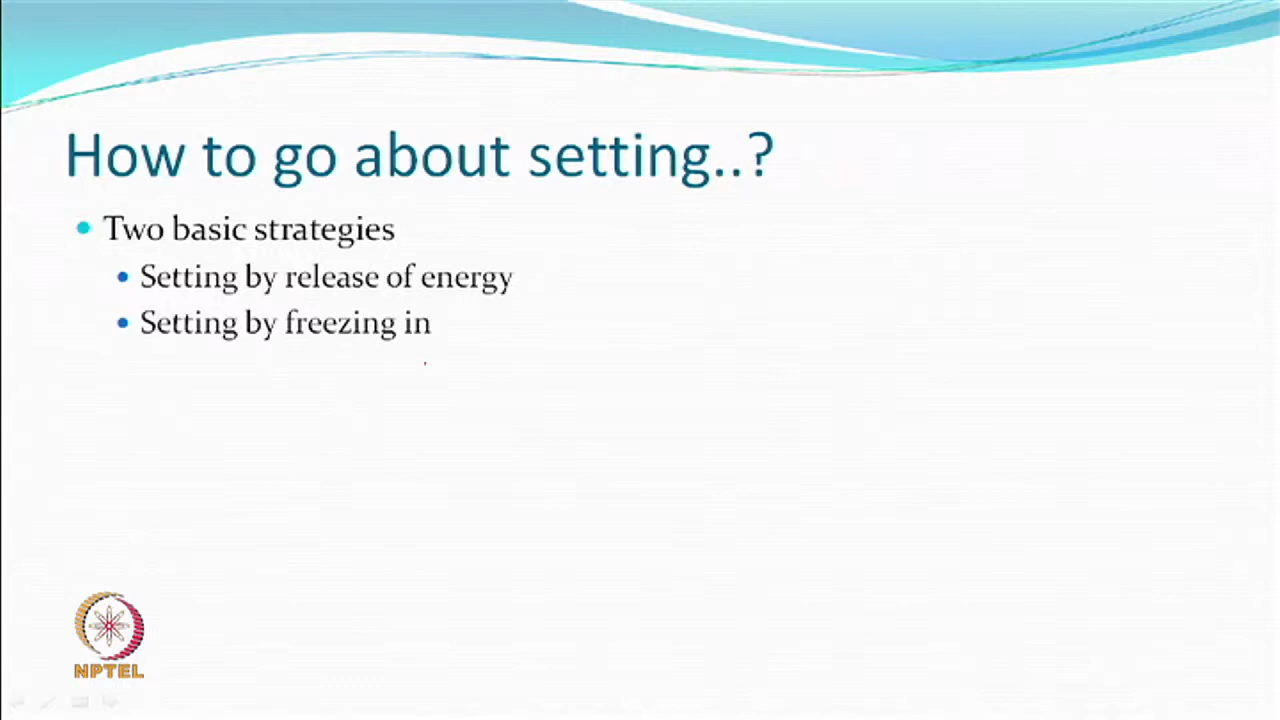 How to go about setting..?
Two basic strategies
Setting by release of energy
Setting by freezing in
NPTEL